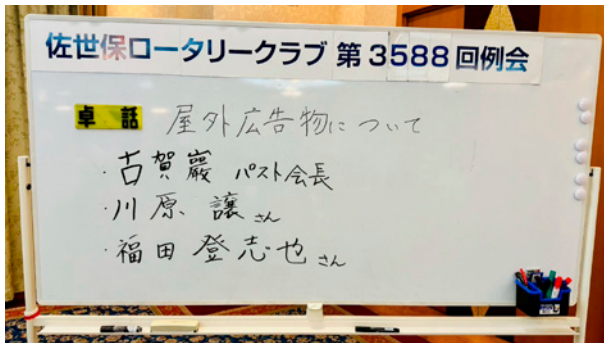 佐世保ロータリークラブ 第3588回例会
卓話 屋外広告物について
・古賀巖 パスト会長
・川原 譲さん
・福田 登志也さん